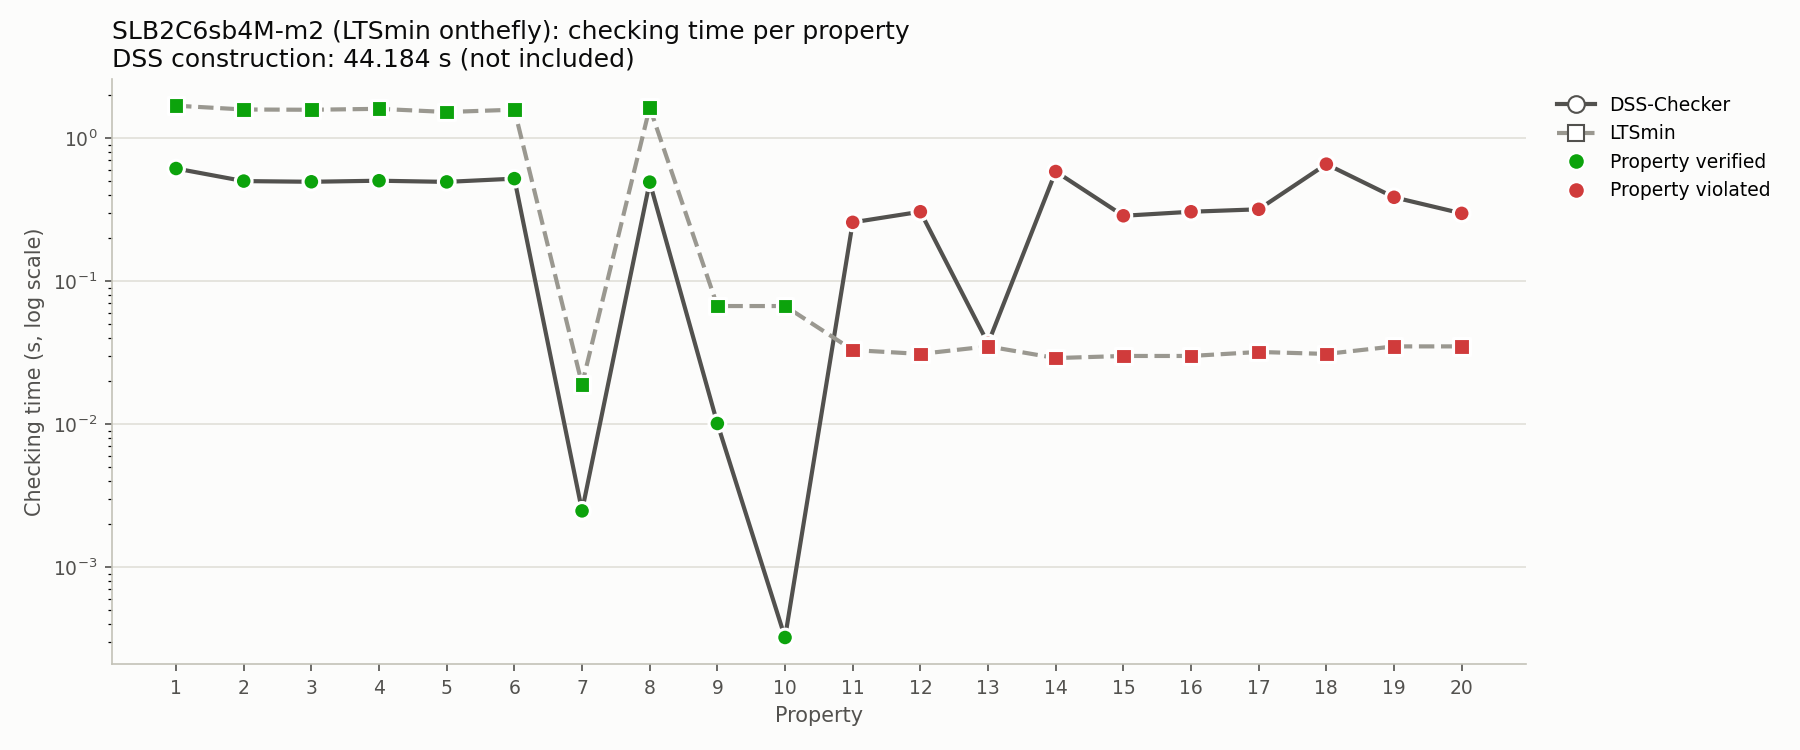 SLB2C6sb4M-m2 (LTSmin onthefly): checking time per property
DSS construction: 44.184 s (not included)
Checking time (s, log scale)
10⁰
10⁻¹
10⁻²
10⁻³
1 2 3 4 5 6 7 8 9 10 11 12 13 14 15 16 17 18 19 20
Property
DSS-Checker
LTSmin
Property verified
Property violated